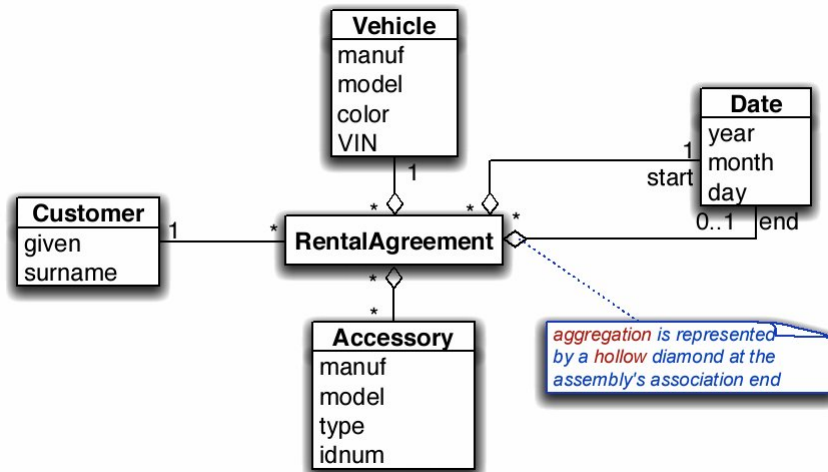 Vehicle
manuf
model
color
VIN
1
*
Date
year
month
day
1
start
*
0..1
end
*
Customer
given
surname
1
*
RentalAgreement
*
*
Accessory
manuf
model
type
idnum
aggregation is represented
by a hollow diamond at the
assembly's association end